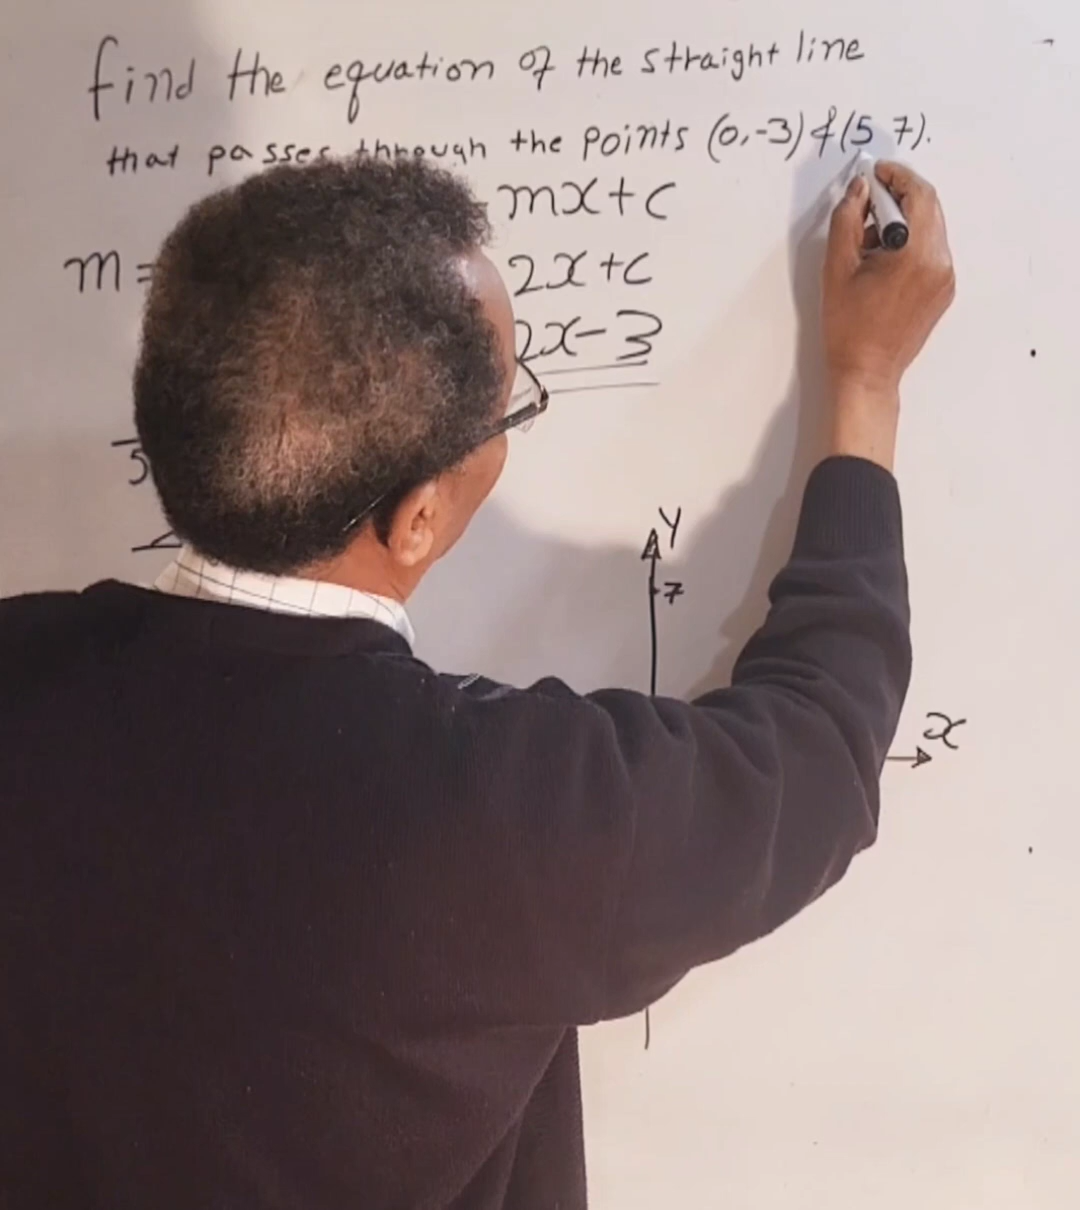 find the equation of the straight line
that passes through the points (0,-3) & (5 7).
mx+c
m=
2x+c
2x-3
5
Y
7
x